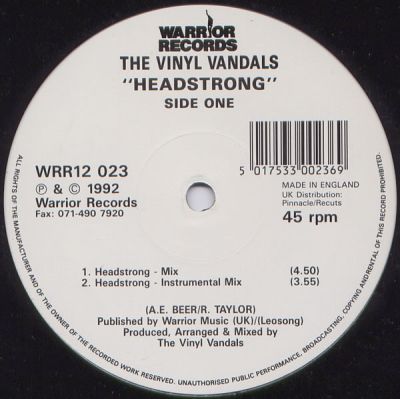 WARRIOR
RECORDS
THE VINYL VANDALS
"HEADSTRONG"
SIDE ONE
WRR12 023
℗ & © 1992
Warrior Records
Fax: 071-490 7920
5 017533 002369
MADE IN ENGLAND
UK Distribution:
Pinnacle/Recuts
45 rpm
1. Headstrong - Mix (4.50)
2. Headstrong - Instrumental Mix (3.55)
(A.E. BEER/R. TAYLOR)
Published by Warrior Music (UK)/(Leosong)
Produced, Arranged & Mixed by
The Vinyl Vandals
ALL RIGHTS OF THE MANUFACTURER AND OF THE OWNER OF THE RECORDED WORK RESERVED. UNAUTHORISED PUBLIC PERFORMANCE, BROADCASTING, COPYING AND RENTAL OF THIS RECORD PROHIBITED.